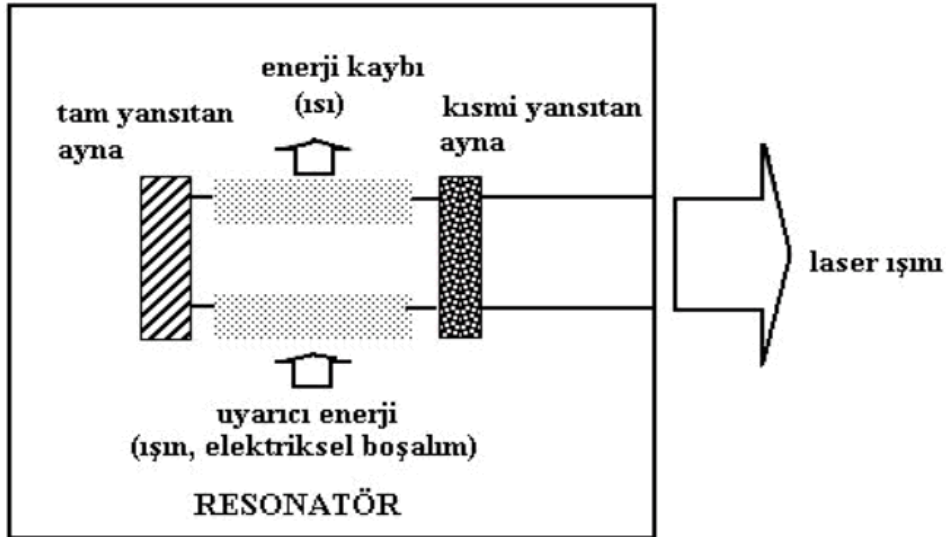 enerji kaybı
(ısı)
tam yansıtan
ayna
kısmi yansıtan
ayna
laser ışını
uyarıcı enerji
(ışın, elektriksel boşalım)
RESONATÖR